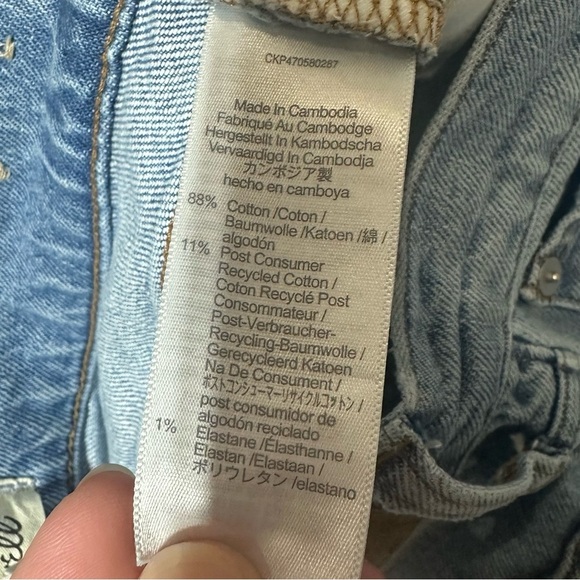 CKP470580287
Made In Cambodia
Fabriqué Au Cambodge
Hergestellt In Kambodscha
Vervaardigd In Cambodja
カンボジア製
hecho en camboya
88% Cotton /Coton /
Baumwolle /Katoen /綿 /
algodón
11% Post Consumer
Recycled Cotton /
Coton Recyclé Post
Consommateur /
Post-Verbraucher-
Recycling-Baumwolle /
Gerecycleerd Katoen
Na De Consument /
ポストコンシューマーリサイクルコットン /
post consumidor de
algodón reciclado
1% Elastane /Élasthanne /
Elastan /Elastaan /
ポリウレタン /elastano